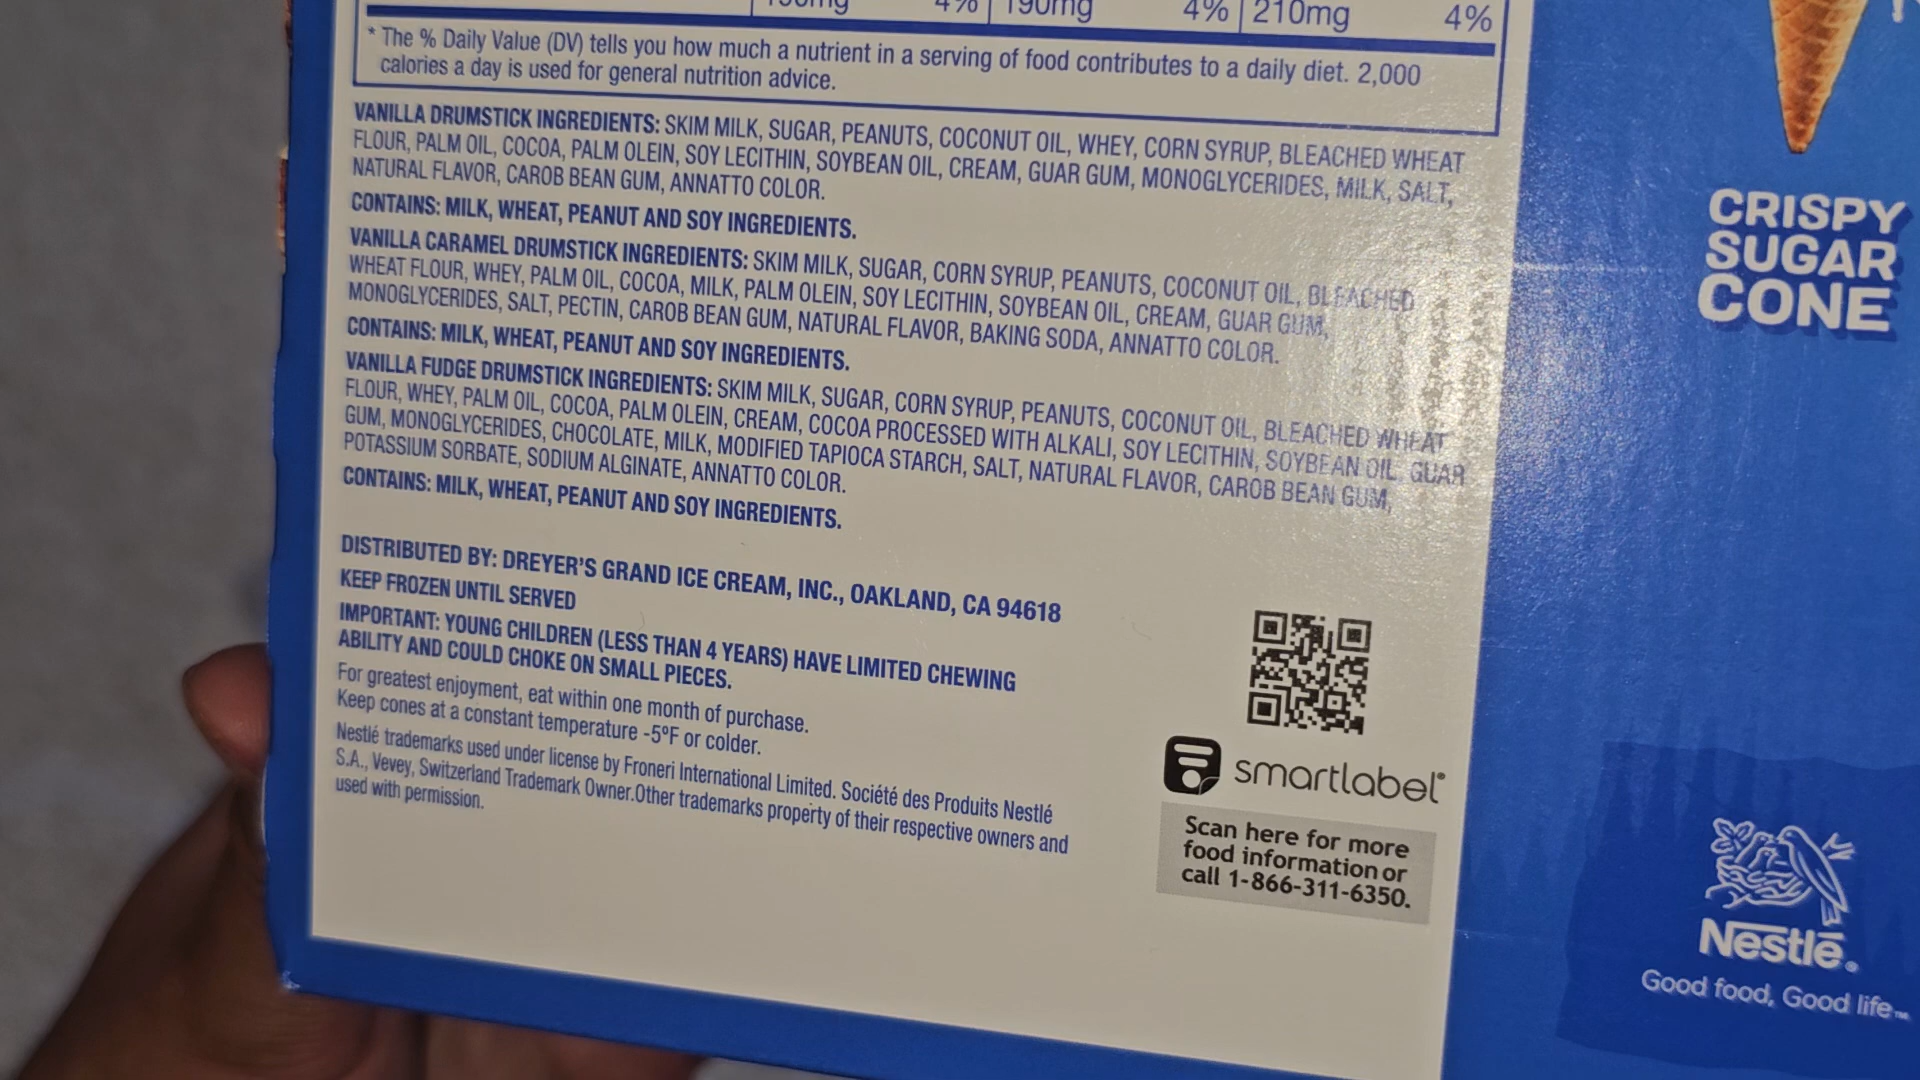 190mg 4% 190mg 4% 210mg 4%
* The % Daily Value (DV) tells you how much a nutrient in a serving of food contributes to a daily diet. 2,000
calories a day is used for general nutrition advice.
VANILLA DRUMSTICK INGREDIENTS: SKIM MILK, SUGAR, PEANUTS, COCONUT OIL, WHEY, CORN SYRUP, BLEACHED WHEAT
FLOUR, PALM OIL, COCOA, PALM OLEIN, SOY LECITHIN, SOYBEAN OIL, CREAM, GUAR GUM, MONOGLYCERIDES, MILK, SALT,
NATURAL FLAVOR, CAROB BEAN GUM, ANNATTO COLOR.
CONTAINS: MILK, WHEAT, PEANUT AND SOY INGREDIENTS.
VANILLA CARAMEL DRUMSTICK INGREDIENTS: SKIM MILK, SUGAR, CORN SYRUP, PEANUTS, COCONUT OIL, BLEACHED
WHEAT FLOUR, WHEY, PALM OIL, COCOA, MILK, PALM OLEIN, SOY LECITHIN, SOYBEAN OIL, CREAM, GUAR GUM,
MONOGLYCERIDES, SALT, PECTIN, CAROB BEAN GUM, NATURAL FLAVOR, BAKING SODA, ANNATTO COLOR.
CONTAINS: MILK, WHEAT, PEANUT AND SOY INGREDIENTS.
VANILLA FUDGE DRUMSTICK INGREDIENTS: SKIM MILK, SUGAR, CORN SYRUP, PEANUTS, COCONUT OIL, BLEACHED WHEAT
FLOUR, WHEY, PALM OIL, COCOA, PALM OLEIN, CREAM, COCOA PROCESSED WITH ALKALI, SOY LECITHIN, SOYBEAN OIL, GUAR
GUM, MONOGLYCERIDES, CHOCOLATE, MILK, MODIFIED TAPIOCA STARCH, SALT, NATURAL FLAVOR, CAROB BEAN GUM,
POTASSIUM SORBATE, SODIUM ALGINATE, ANNATTO COLOR.
CONTAINS: MILK, WHEAT, PEANUT AND SOY INGREDIENTS.
DISTRIBUTED BY: DREYER'S GRAND ICE CREAM, INC., OAKLAND, CA 94618
KEEP FROZEN UNTIL SERVED
IMPORTANT: YOUNG CHILDREN (LESS THAN 4 YEARS) HAVE LIMITED CHEWING
ABILITY AND COULD CHOKE ON SMALL PIECES.
For greatest enjoyment, eat within one month of purchase.
Keep cones at a constant temperature -5°F or colder.
Nestlé trademarks used under license by Froneri International Limited. Société des Produits Nestlé
S.A., Vevey, Switzerland Trademark Owner.Other trademarks property of their respective owners and
used with permission.
smartlabel®
Scan here for more
food information or
call 1-866-311-6350.
CRISPY
SUGAR
CONE
Nestlé®
Good food, Good life™